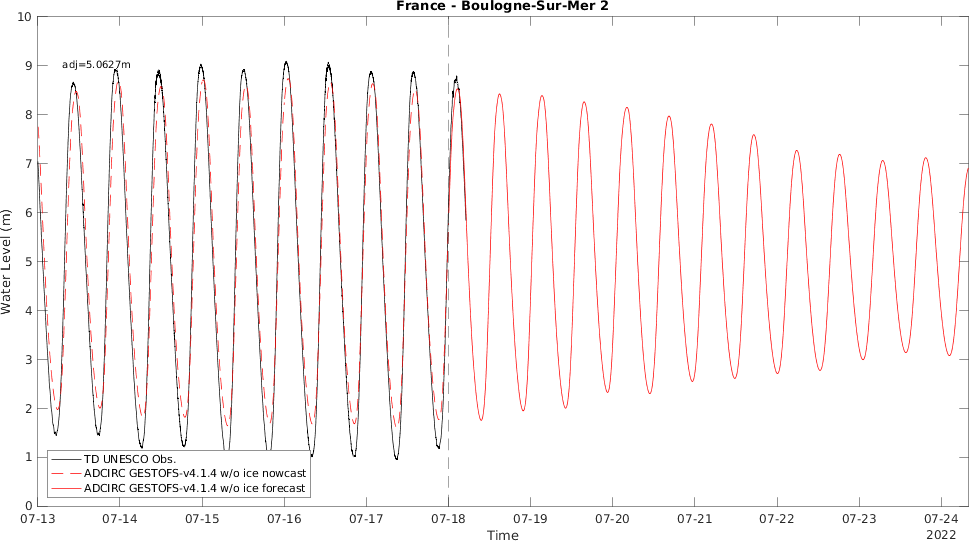 France - Boulogne-Sur-Mer 2
adj=5.0627m
Water Level (m)
10
9
8
7
6
5
4
3
2
1
0
TD UNESCO Obs.
ADCIRC GESTOFS-v4.1.4 w/o ice nowcast
ADCIRC GESTOFS-v4.1.4 w/o ice forecast
07-13 07-14 07-15 07-16 07-17 07-18 07-19 07-20 07-21 07-22 07-23 07-24
Time
2022